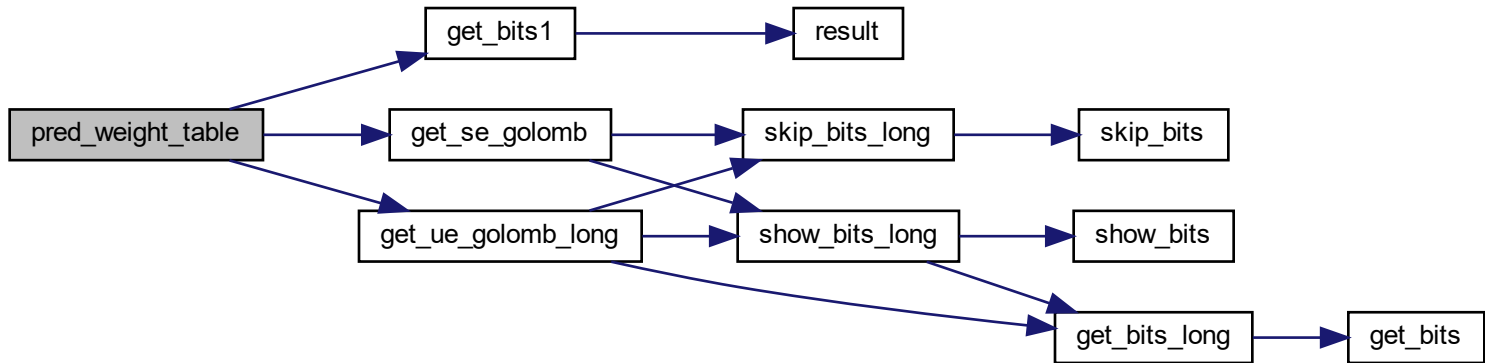 get_bits1
result
pred_weight_table
get_se_golomb
skip_bits_long
skip_bits
get_ue_golomb_long
show_bits_long
show_bits
get_bits_long
get_bits